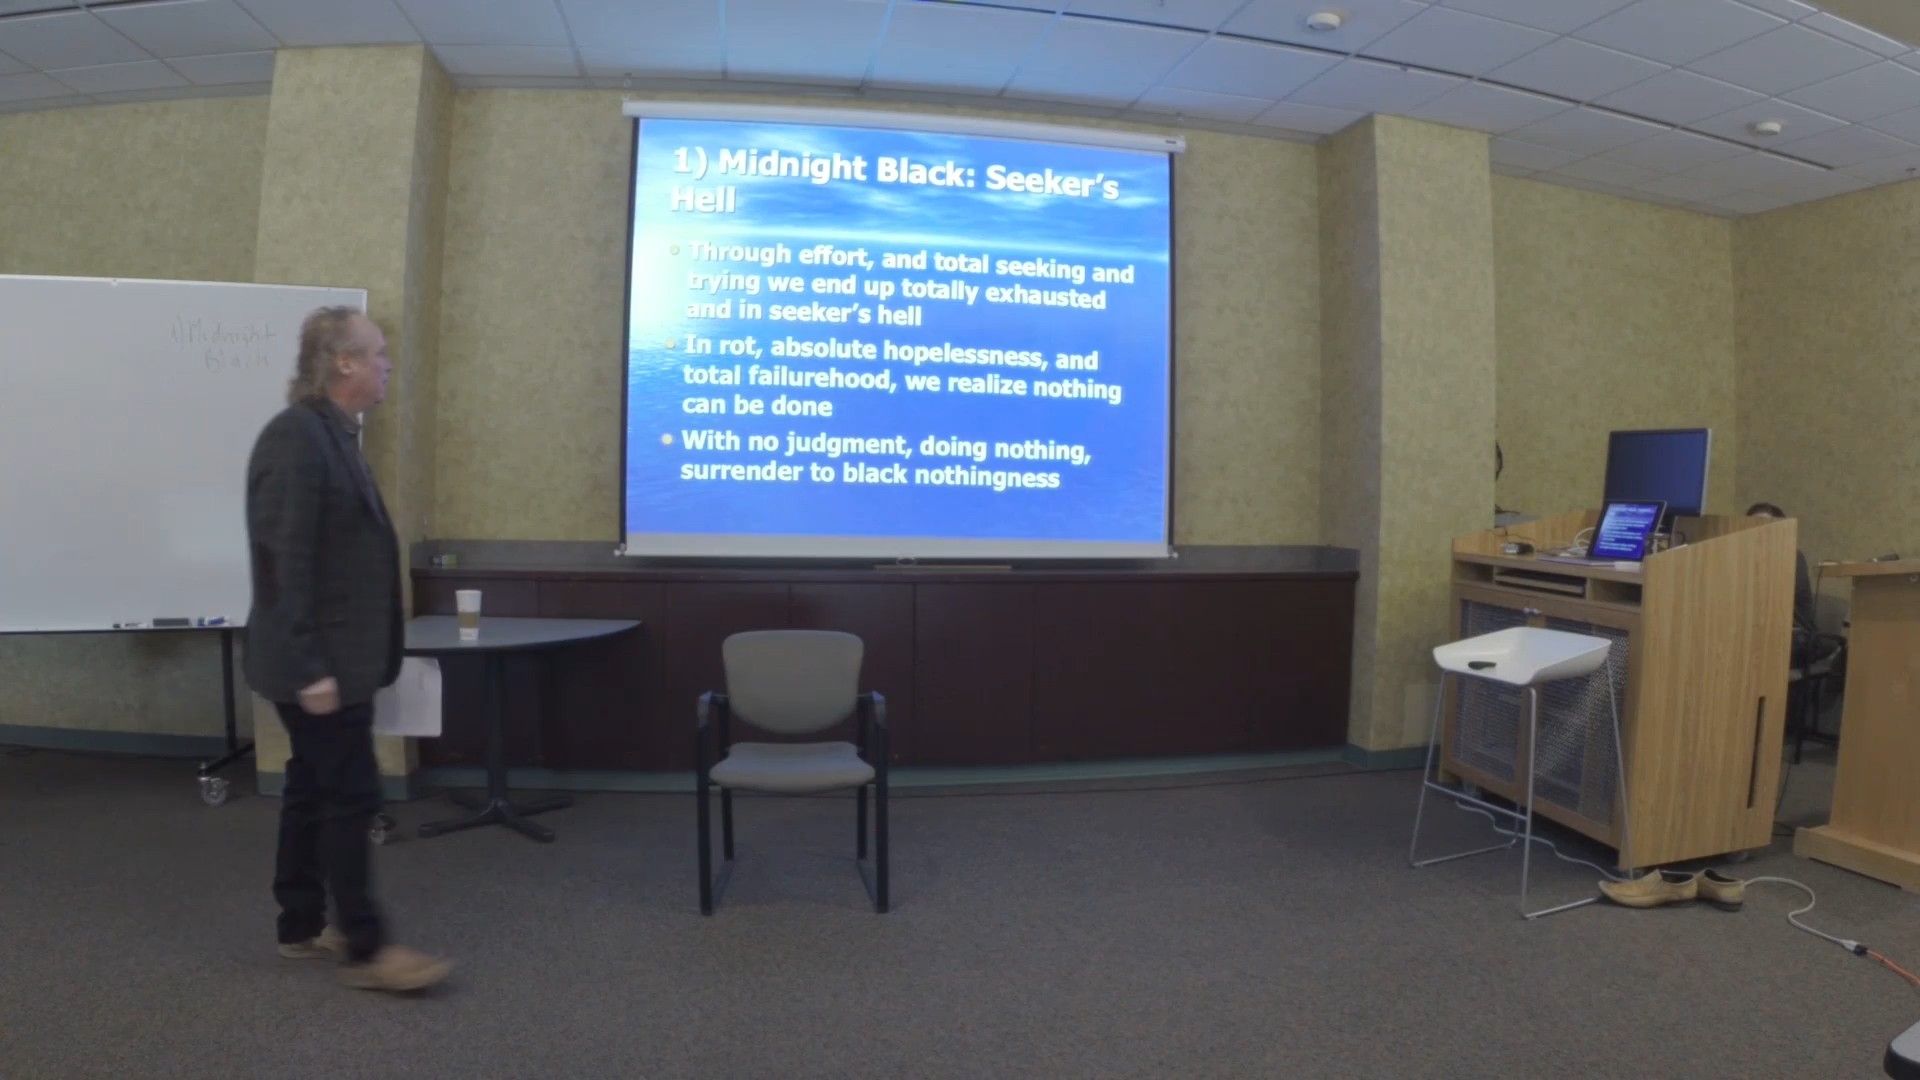 1) Midnight Black: Seeker's
Hell
Through effort, and total seeking and
trying we end up totally exhausted
and in seeker's hell
In rot, absolute hopelessness, and
total failurehood, we realize nothing
can be done
With no judgment, doing nothing,
surrender to black nothingness
1) Midnight
Black